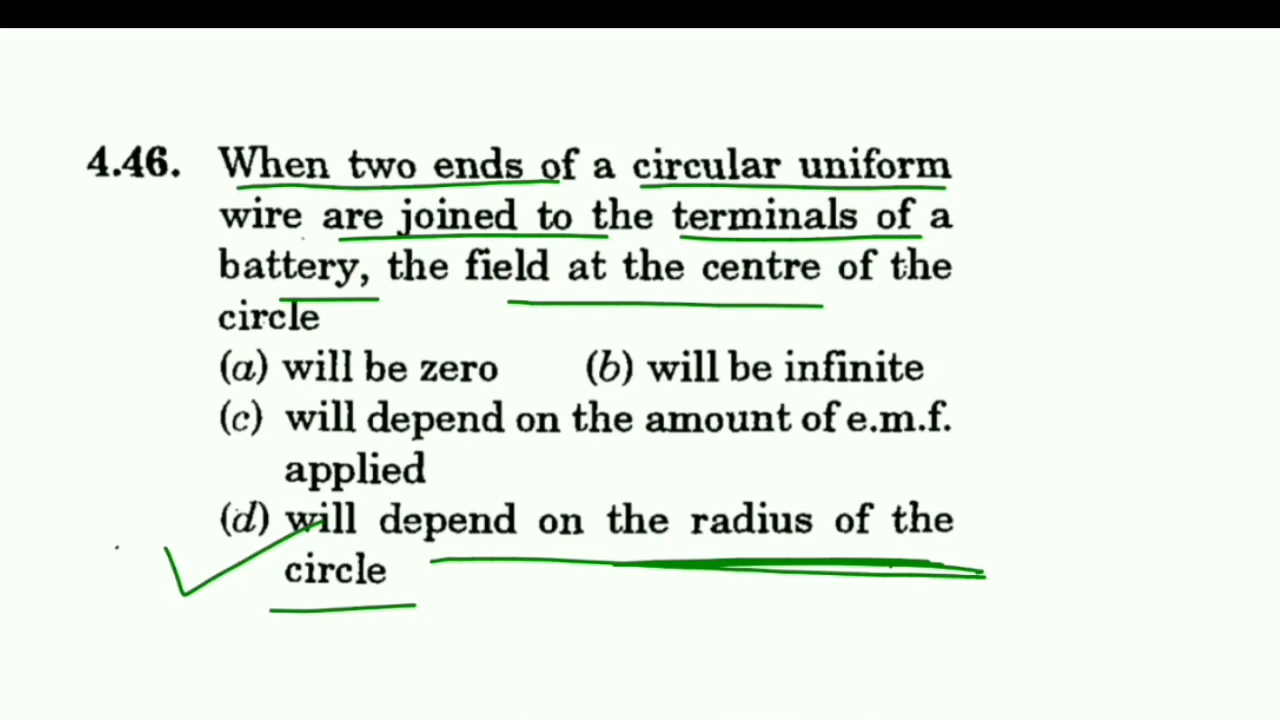 4.46. When two ends of a circular uniform
wire are joined to the terminals of a
battery, the field at the centre of the
circle
(a) will be zero (b) will be infinite
(c) will depend on the amount of e.m.f.
applied
(d) will depend on the radius of the
circle